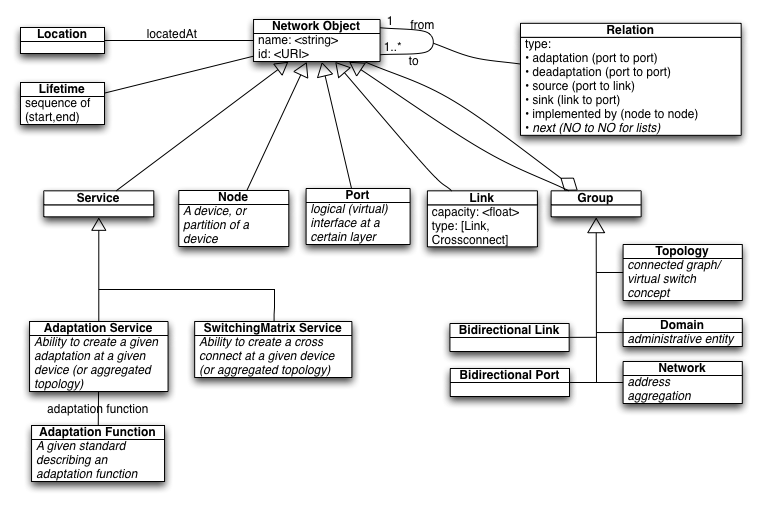 Network Object
name: <string>
id: <URI>
1
from
1..*
to
Location
locatedAt
Lifetime
sequence of
(start,end)
Relation
type:
• adaptation (port to port)
• deadaptation (port to port)
• source (port to link)
• sink (link to port)
• implemented by (node to node)
• next (NO to NO for lists)
Service
Node
A device, or
partition of a
device
Port
logical (virtual)
interface at a
certain layer
Link
capacity: <float>
type: [Link,
Crossconnect]
Group
Topology
connected graph/
virtual switch
concept
Adaptation Service
Ability to create a given
adaptation at a given
device (or aggregated
topology)
SwitchingMatrix Service
Ability to create a cross
connect at a given device
(or aggregated topology)
Bidirectional Link
Domain
administrative entity
Bidirectional Port
Network
address
aggregation
adaptation function
Adaptation Function
A given standard
describing an
adaptation function